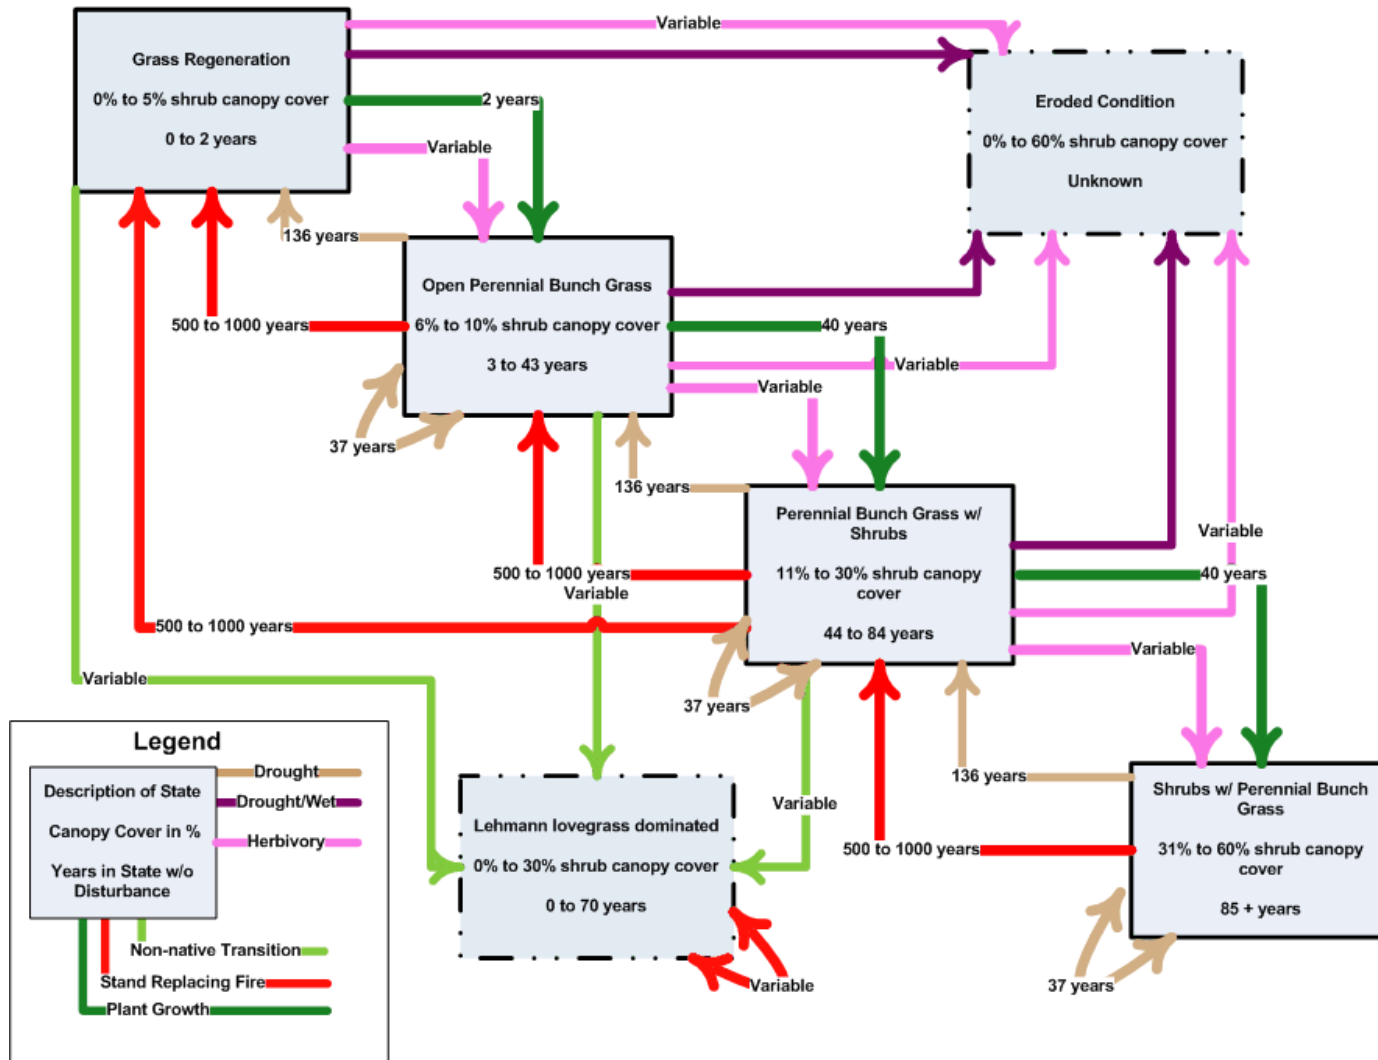 Variable
Grass Regeneration
0% to 5% shrub canopy cover
0 to 2 years
2 years
Variable
Eroded Condition
0% to 60% shrub canopy cover
Unknown
136 years
Open Perennial Bunch Grass
6% to 10% shrub canopy cover
3 to 43 years
500 to 1000 years
40 years
Variable
Variable
37 years
136 years
Perennial Bunch Grass w/
Shrubs
11% to 30% shrub canopy
cover
44 to 84 years
Variable
500 to 1000 years
Variable
40 years
500 to 1000 years
Variable
Variable
37 years
136 years
Variable
Shrubs w/ Perennial Bunch
Grass
31% to 60% shrub canopy
cover
85 + years
500 to 1000 years
37 years
Lehmann lovegrass dominated
0% to 30% shrub canopy cover
0 to 70 years
Variable
Legend
Description of State
Canopy Cover in %
Years in State w/o
Disturbance
Drought
Drought/Wet
Herbivory
Non-native Transition
Stand Replacing Fire
Plant Growth